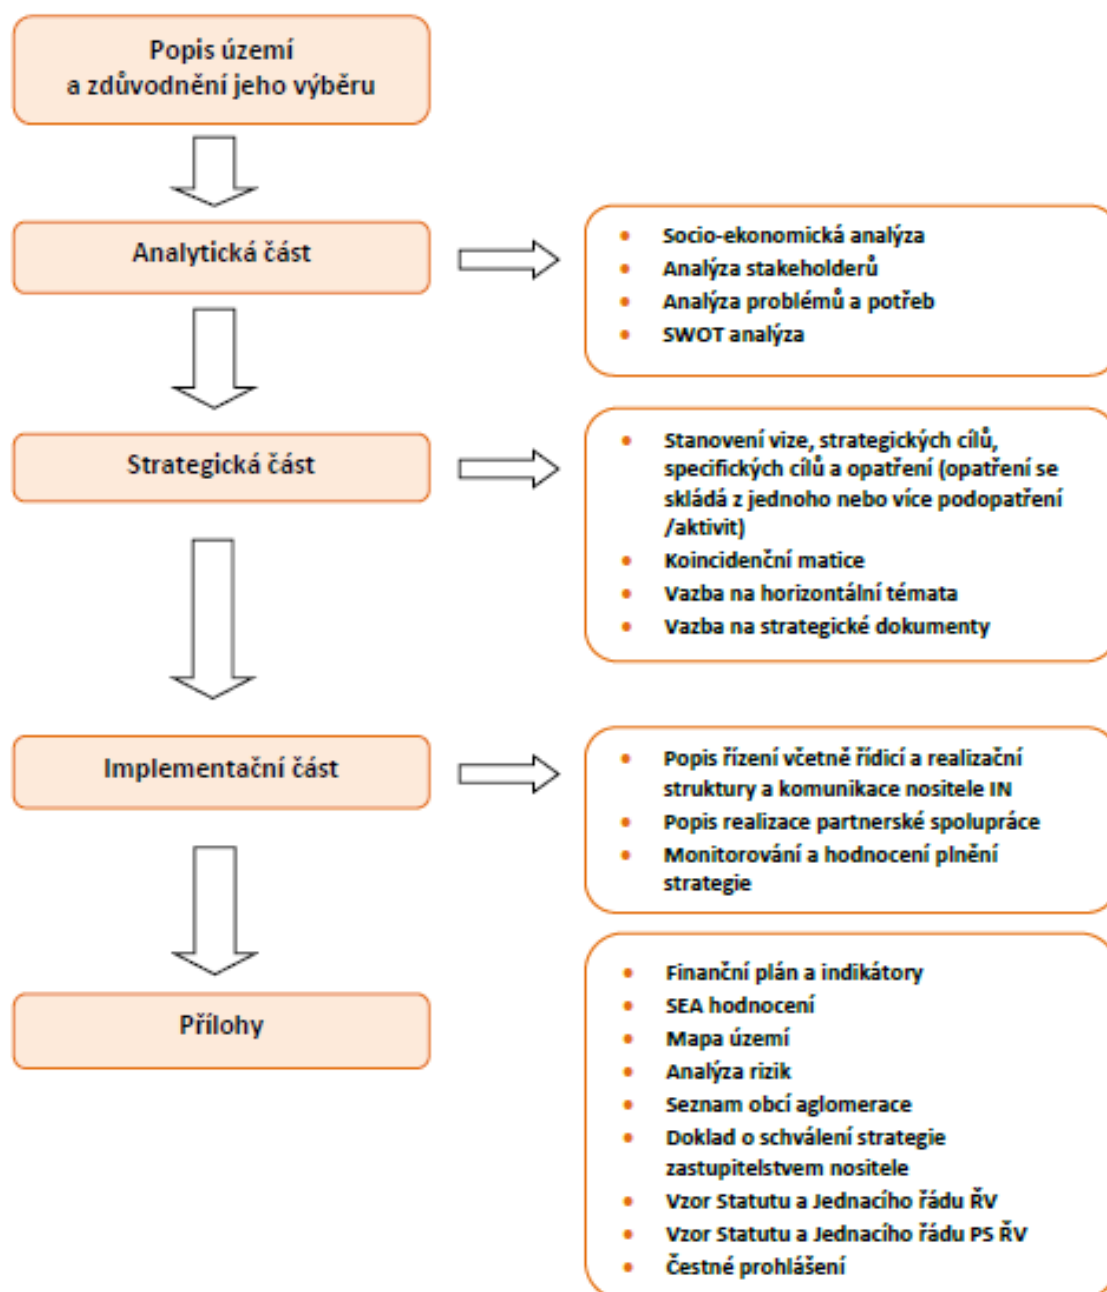 Popis území
a zdůvodnění jeho výběru
Analytická část
• Socio-ekonomická analýza
• Analýza stakeholderů
• Analýza problémů a potřeb
• SWOT analýza
Strategická část
• Stanovení vize, strategických cílů,
specifických cílů a opatření (opatření se
skládá z jednoho nebo více podopatření
/aktivit)
• Koincidenční matice
• Vazba na horizontální témata
• Vazba na strategické dokumenty
Implementační část
• Popis řízení včetně řídicí a realizační
struktury a komunikace nositele IN
• Popis realizace partnerské spolupráce
• Monitorování a hodnocení plnění
strategie
Přílohy
• Finanční plán a indikátory
• SEA hodnocení
• Mapa území
• Analýza rizik
• Seznam obcí aglomerace
• Doklad o schválení strategie
zastupitelstvem nositele
• Vzor Statutu a Jednacího řádu ŘV
• Vzor Statutu a Jednacího řádu PS ŘV
• Čestné prohlášení